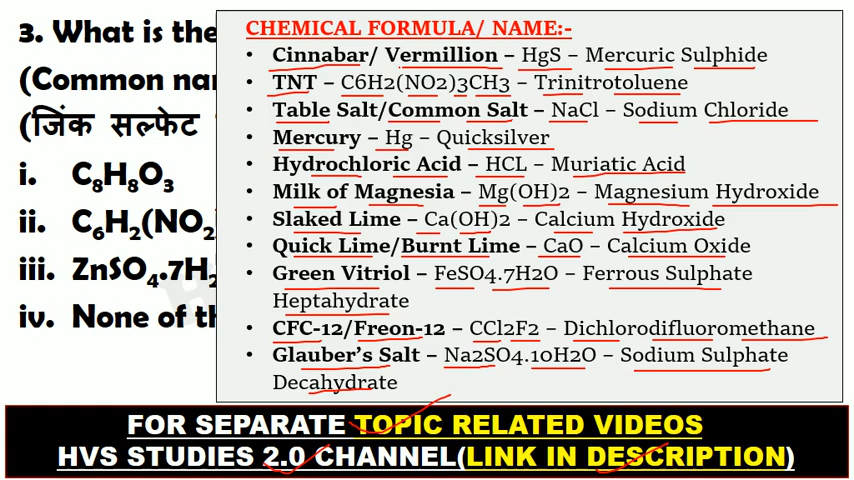 3. What is the
(Common nam
(जिंक सल्फेट
i. C₈H₈O₃
ii. C₆H₂(NO₂)
iii. ZnSO₄.7H₂
iv. None of th
CHEMICAL FORMULA/ NAME:-
• Cinnabar/ Vermillion – HgS – Mercuric Sulphide
• TNT – C6H2(NO2)3CH3 – Trinitrotoluene
• Table Salt/Common Salt – NaCl – Sodium Chloride
• Mercury – Hg – Quicksilver
• Hydrochloric Acid – HCL – Muriatic Acid
• Milk of Magnesia – Mg(OH)2 – Magnesium Hydroxide
• Slaked Lime – Ca(OH)2 – Calcium Hydroxide
• Quick Lime/Burnt Lime – CaO – Calcium Oxide
• Green Vitriol – FeSO4.7H2O – Ferrous Sulphate
Heptahydrate
• CFC-12/Freon-12 – CCl2F2 – Dichlorodifluoromethane
• Glauber’s Salt – Na2SO4.10H2O – Sodium Sulphate
Decahydrate
FOR SEPARATE TOPIC RELATED VIDEOS
HVS STUDIES 2.0 CHANNEL(LINK IN DESCRIPTION)